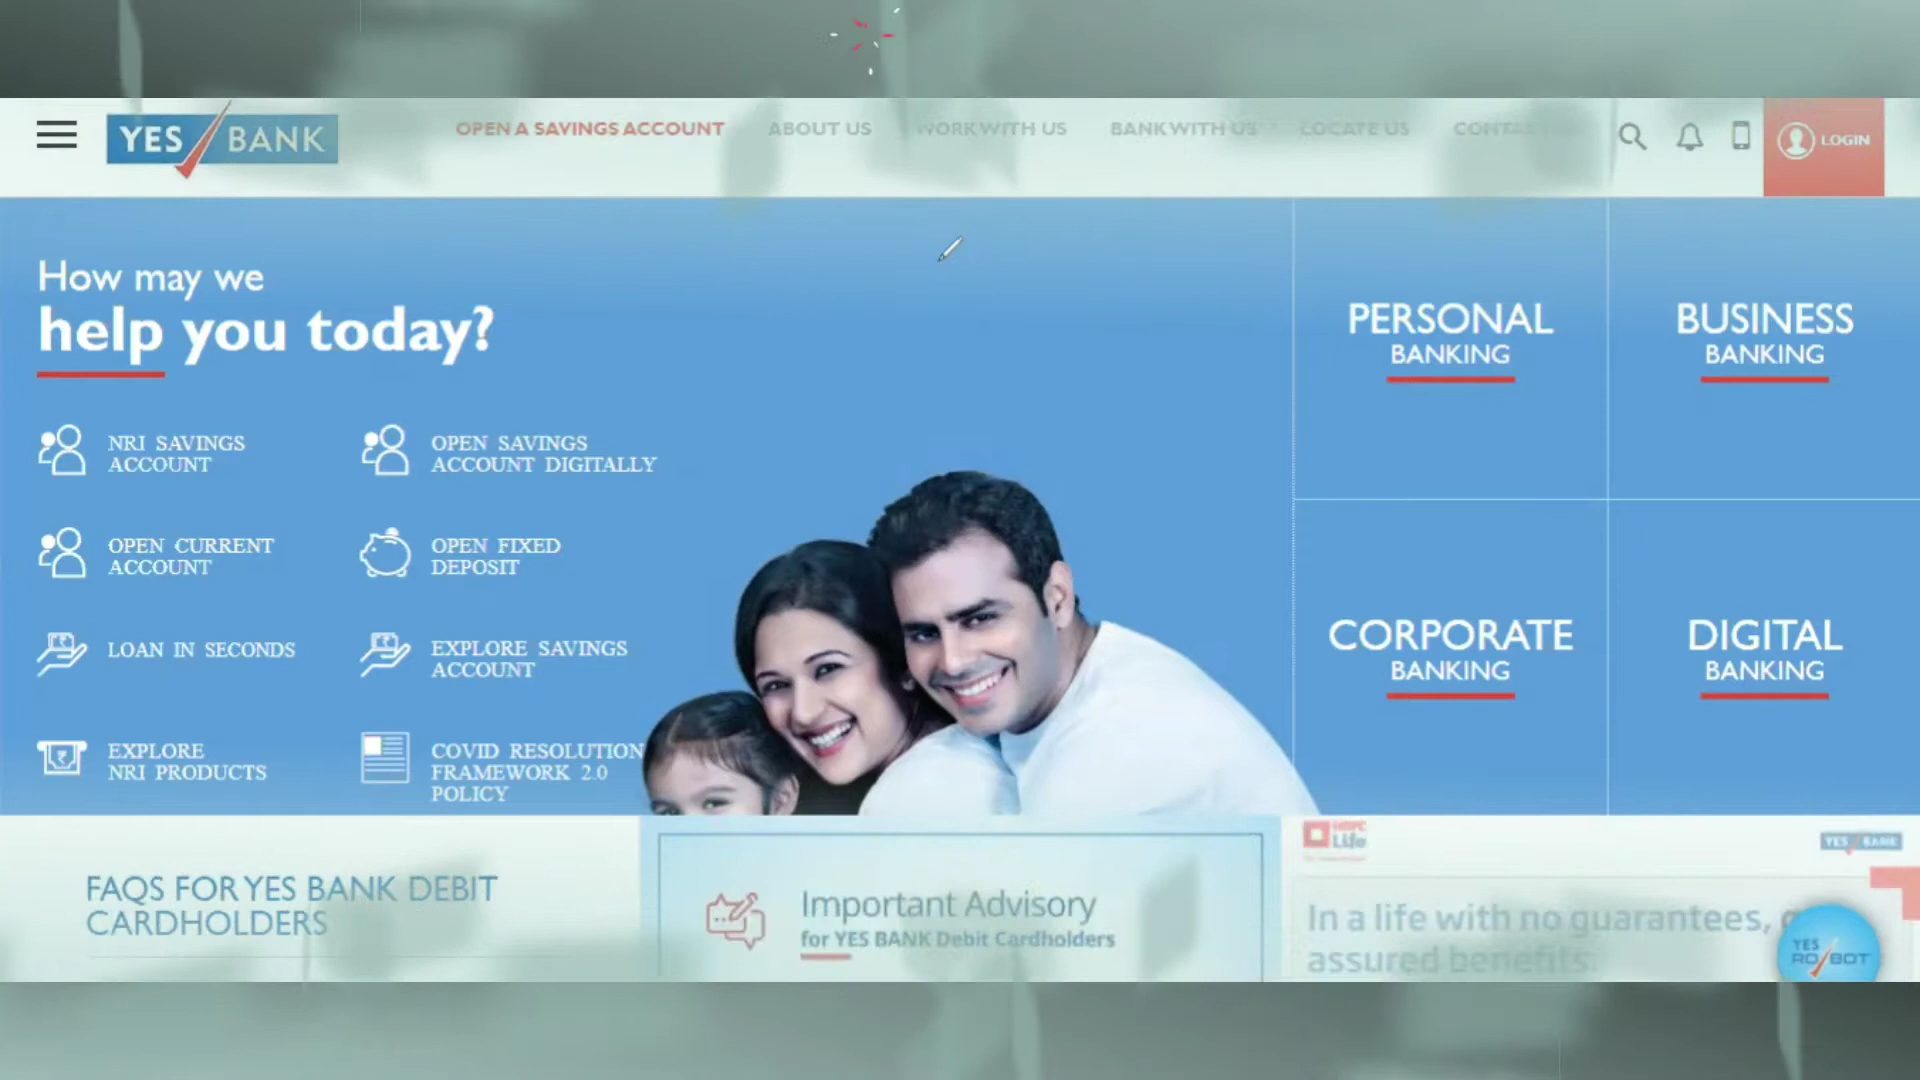 YES BANK
OPEN A SAVINGS ACCOUNT
ABOUT US
WORK WITH US
BANK WITH US
LOCATE US
LOGIN
How may we
help you today?
NRI SAVINGS
ACCOUNT
OPEN SAVINGS
ACCOUNT DIGITALLY
OPEN CURRENT
ACCOUNT
OPEN FIXED
DEPOSIT
LOAN IN SECONDS
EXPLORE SAVINGS
ACCOUNT
EXPLORE
NRI PRODUCTS
COVID RESOLUTION
FRAMEWORK 2.0
POLICY
PERSONAL
BANKING
BUSINESS
BANKING
CORPORATE
BANKING
DIGITAL
BANKING
FAQS FOR YES BANK DEBIT
CARDHOLDERS
Important Advisory
for YES BANK Debit Cardholders
Life
YES BANK
In a life with no guarantees,
assured benefits.
YES
ROBOT